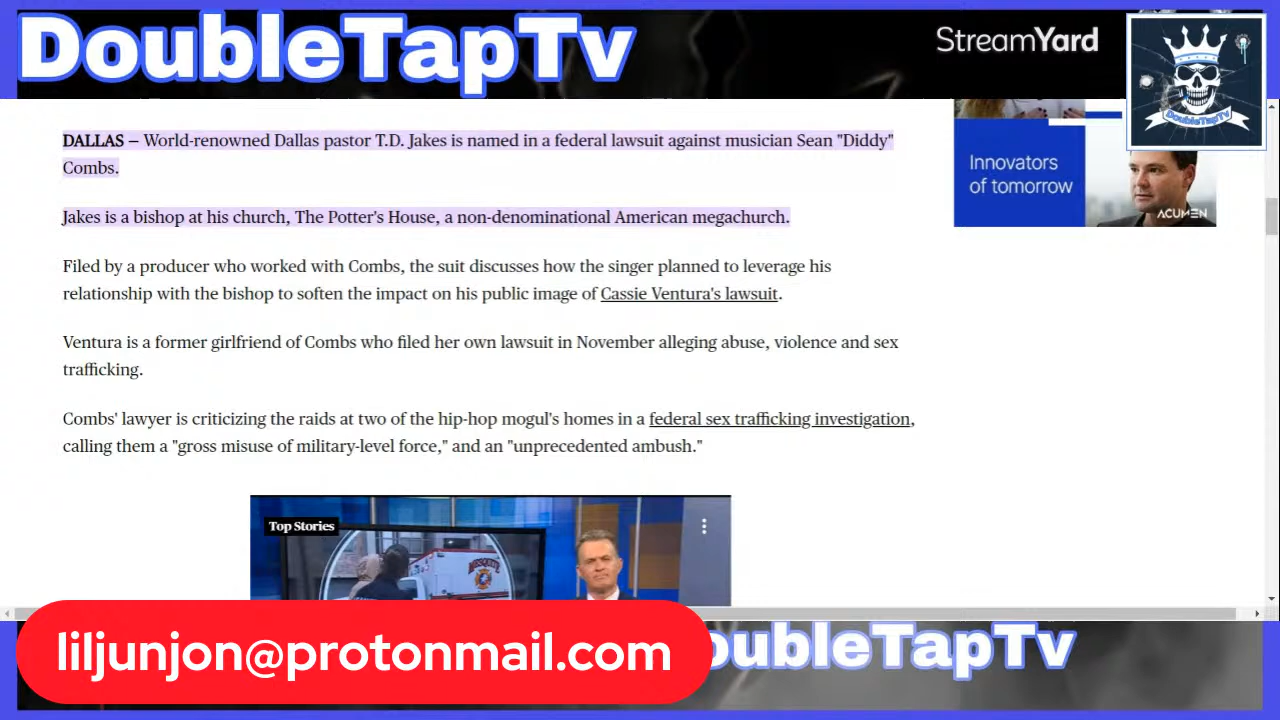 DoubleTapTv
StreamYard
DoubleTapTv
DALLAS — World-renowned Dallas pastor T.D. Jakes is named in a federal lawsuit against musician Sean "Diddy"
Combs.
Innovators
of tomorrow
ACUMEN
Jakes is a bishop at his church, The Potter's House, a non-denominational American megachurch.
Filed by a producer who worked with Combs, the suit discusses how the singer planned to leverage his
relationship with the bishop to soften the impact on his public image of Cassie Ventura's lawsuit.
Ventura is a former girlfriend of Combs who filed her own lawsuit in November alleging abuse, violence and sex
trafficking.
Combs' lawyer is criticizing the raids at two of the hip-hop mogul's homes in a federal sex trafficking investigation,
calling them a "gross misuse of military-level force," and an "unprecedented ambush."
Top Stories
MESQUITE
liljunjon@protonmail.com
oubleTapTv